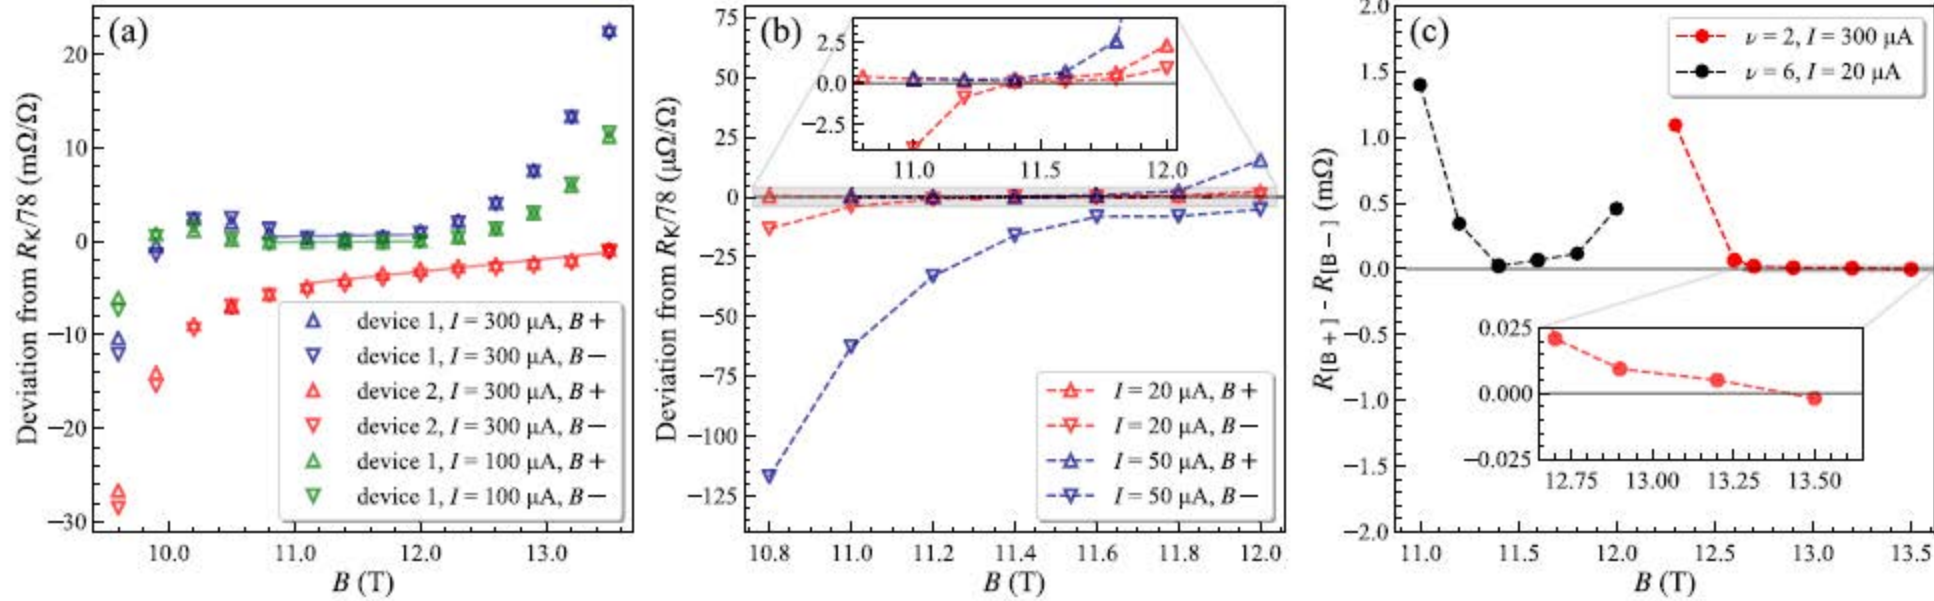 (a)
Deviation from R_K/78 (mΩ/Ω)
20
10
0
−10
−20
−30
device 1, I = 300 μA, B+
device 1, I = 300 μA, B−
device 2, I = 300 μA, B+
device 2, I = 300 μA, B−
device 1, I = 100 μA, B+
device 1, I = 100 μA, B−
10.0 11.0 12.0 13.0
B (T)
(b)
Deviation from R_K/78 (μΩ/Ω)
75
50
25
0
−25
−50
−75
−100
−125
2.5
0.0
−2.5
11.0 11.5 12.0
I = 20 μA, B+
I = 20 μA, B−
I = 50 μA, B+
I = 50 μA, B−
10.8 11.0 11.2 11.4 11.6 11.8 12.0
B (T)
(c)
R[B+] - R[B−] (mΩ)
2.0
1.5
1.0
0.5
0.0
−0.5
−1.0
−1.5
−2.0
ν = 2, I = 300 μA
ν = 6, I = 20 μA
0.025
0.000
−0.025
12.75 13.00 13.25 13.50
11.0 11.5 12.0 12.5 13.0 13.5
B (T)